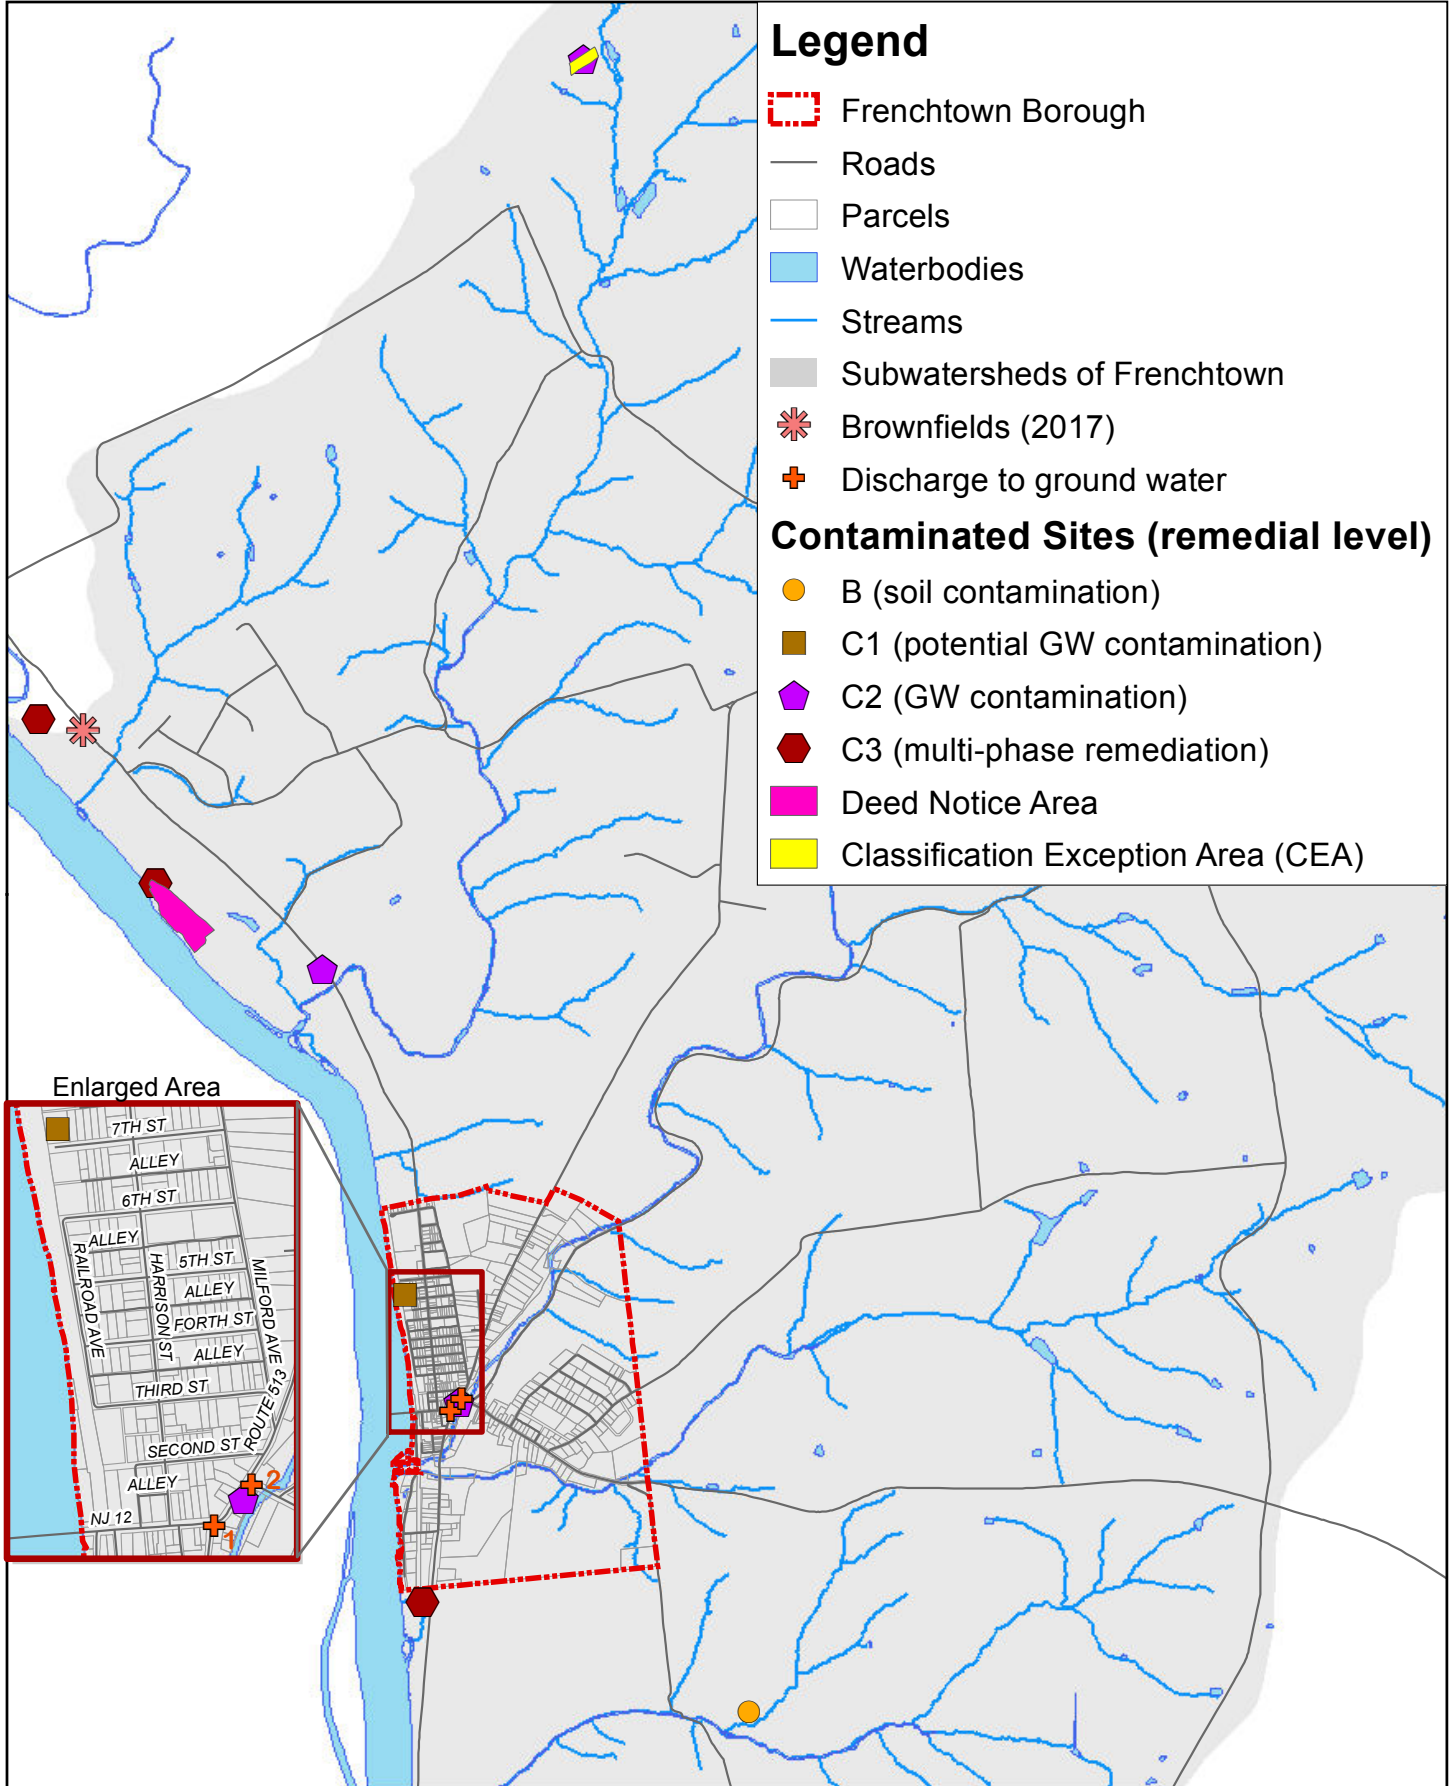 Legend
Frenchtown Borough
Roads
Parcels
Waterbodies
Streams
Subwatersheds of Frenchtown
Brownfields (2017)
Discharge to ground water
Contaminated Sites (remedial level)
B (soil contamination)
C1 (potential GW contamination)
C2 (GW contamination)
C3 (multi-phase remediation)
Deed Notice Area
Classification Exception Area (CEA)
Enlarged Area
7TH ST
ALLEY
6TH ST
ALLEY
5TH ST
RAILROAD AVE
HARRISON ST
MILFORD AVE
ALLEY
FORTH ST
ALLEY
THIRD ST
ROUTE 513
SECOND ST
ALLEY
2
NJ 12
1